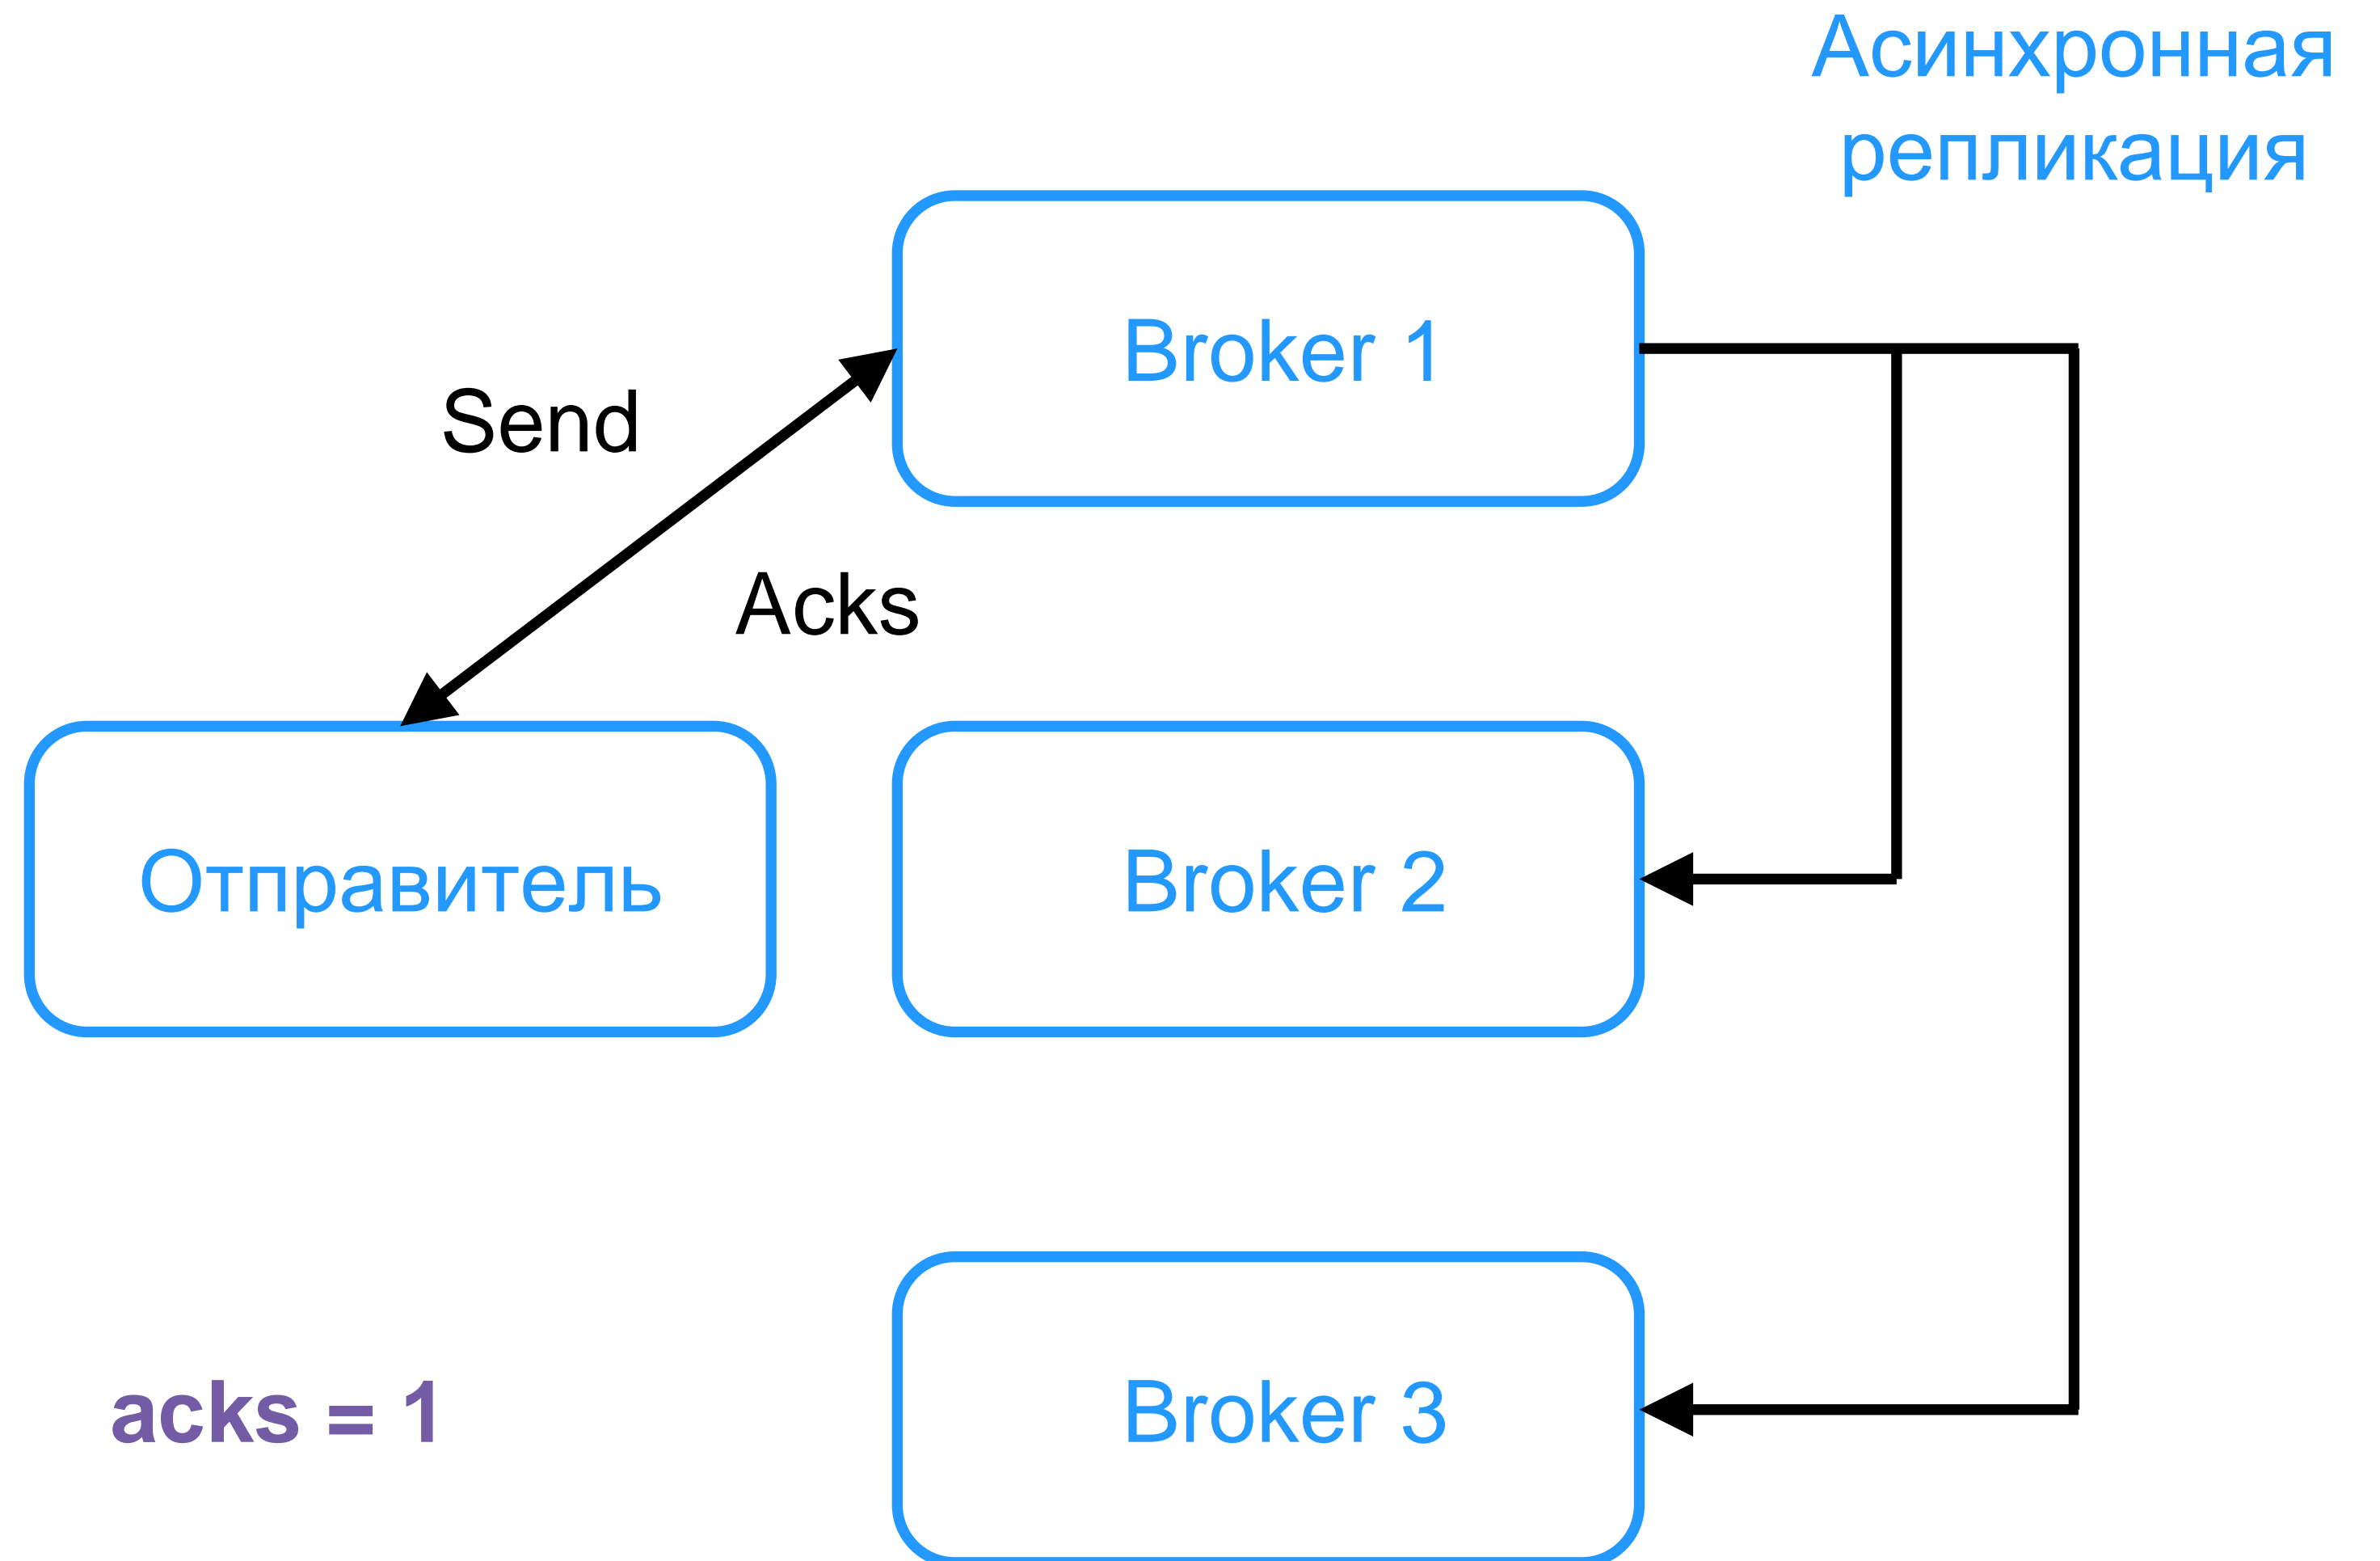 Асинхронная
репликация
Broker 1
Send
Acks
Отправитель
Broker 2
acks = 1
Broker 3